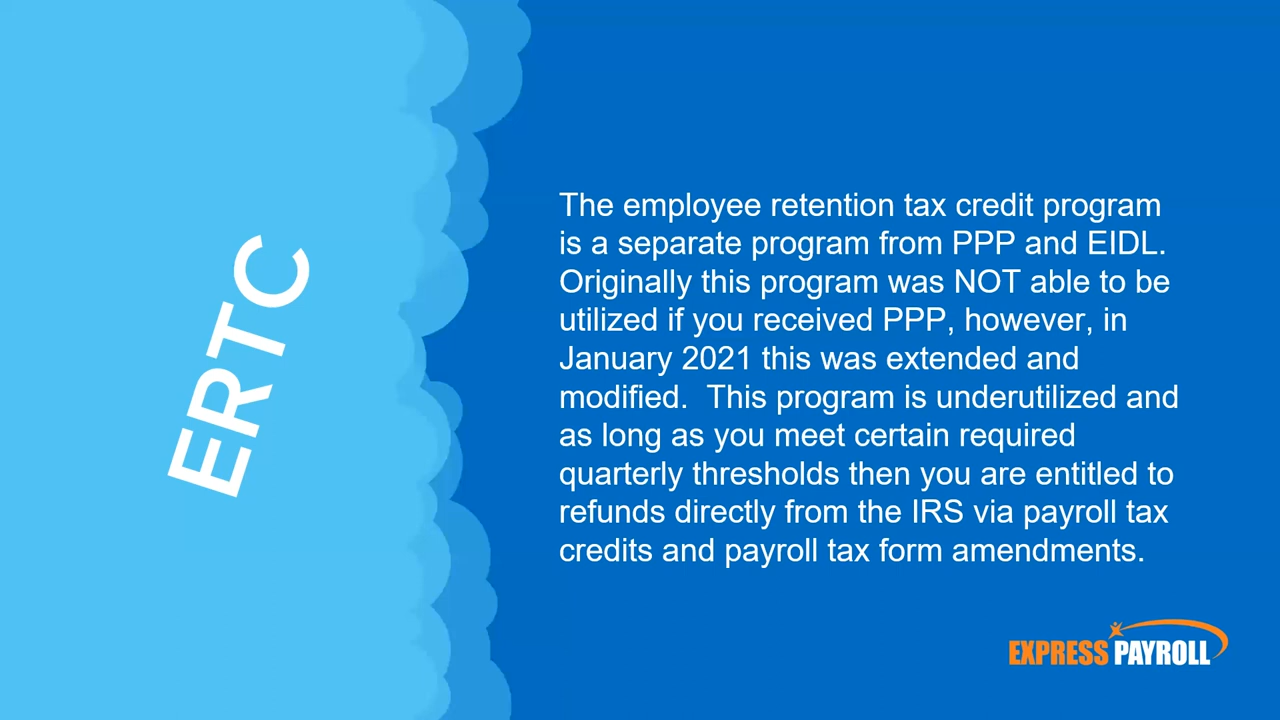 ERTC
The employee retention tax credit program
is a separate program from PPP and EIDL.
Originally this program was NOT able to be
utilized if you received PPP, however, in
January 2021 this was extended and
modified.  This program is underutilized and
as long as you meet certain required
quarterly thresholds then you are entitled to
refunds directly from the IRS via payroll tax
credits and payroll tax form amendments.
EXPRESS PAYROLL